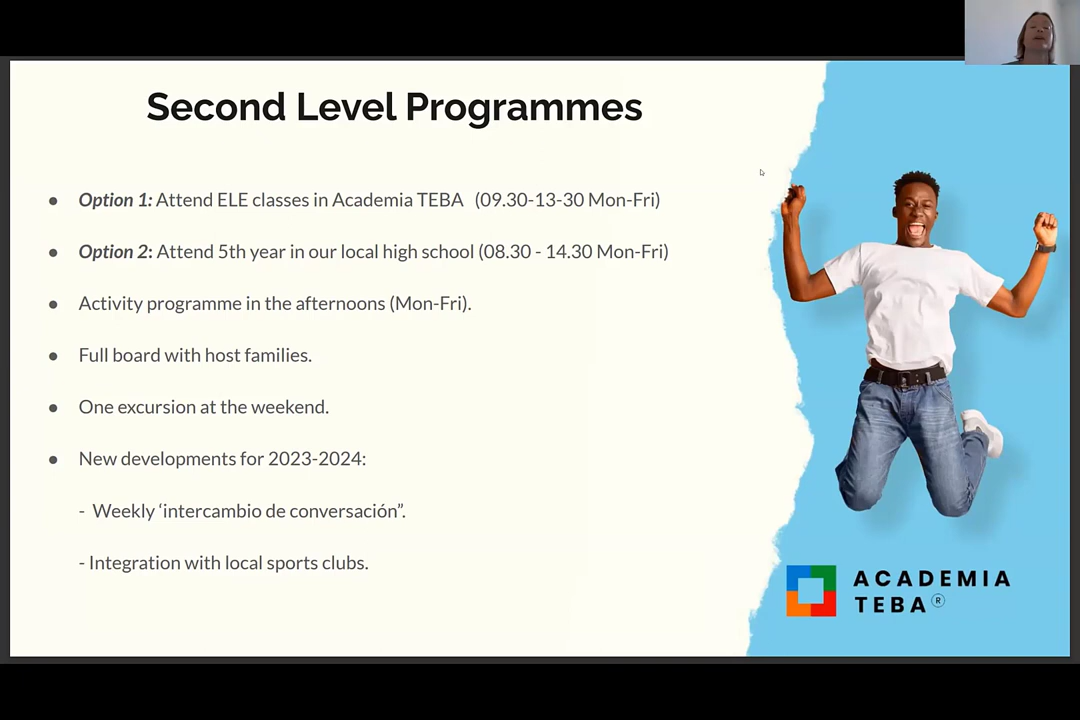 Second Level Programmes
● Option 1: Attend ELE classes in Academia TEBA (09.30-13-30 Mon-Fri)
● Option 2: Attend 5th year in our local high school (08.30 - 14.30 Mon-Fri)
● Activity programme in the afternoons (Mon-Fri).
● Full board with host families.
● One excursion at the weekend.
● New developments for 2023-2024:
- Weekly ‘intercambio de conversación”.
- Integration with local sports clubs.
ACADEMIA
TEBA®